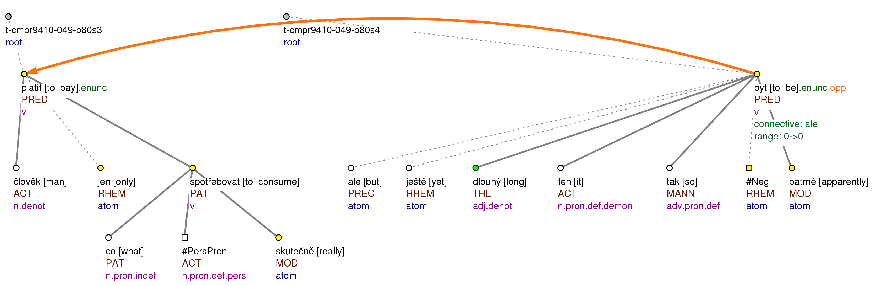 t-cmpr9410-049-p80s3
root
t-cmpr9410-049-p80s4
root
platit [to_pay].enunc
PRED
v
být [to_be].enunc opp
PRED
v
connective: ale
range: 0->0
člověk [man]
ACT
n.denot
jen [only]
RHEM
atom
spotřebovat [to_consume]
PAT
v
ale [but]
PREC
atom
ještě [yet]
RHEM
atom
dlouhý [long]
THL
adj.denot
ten [it]
ACT
n.pron.def.demon
tak [so]
MANN
adv.pron.def
#Neg
RHEM
atom
patrně [apparently]
MOD
atom
co [what]
PAT
n.pron.indef
#PersPron
ACT
n.pron.def.pers
skutečně [really]
MOD
atom